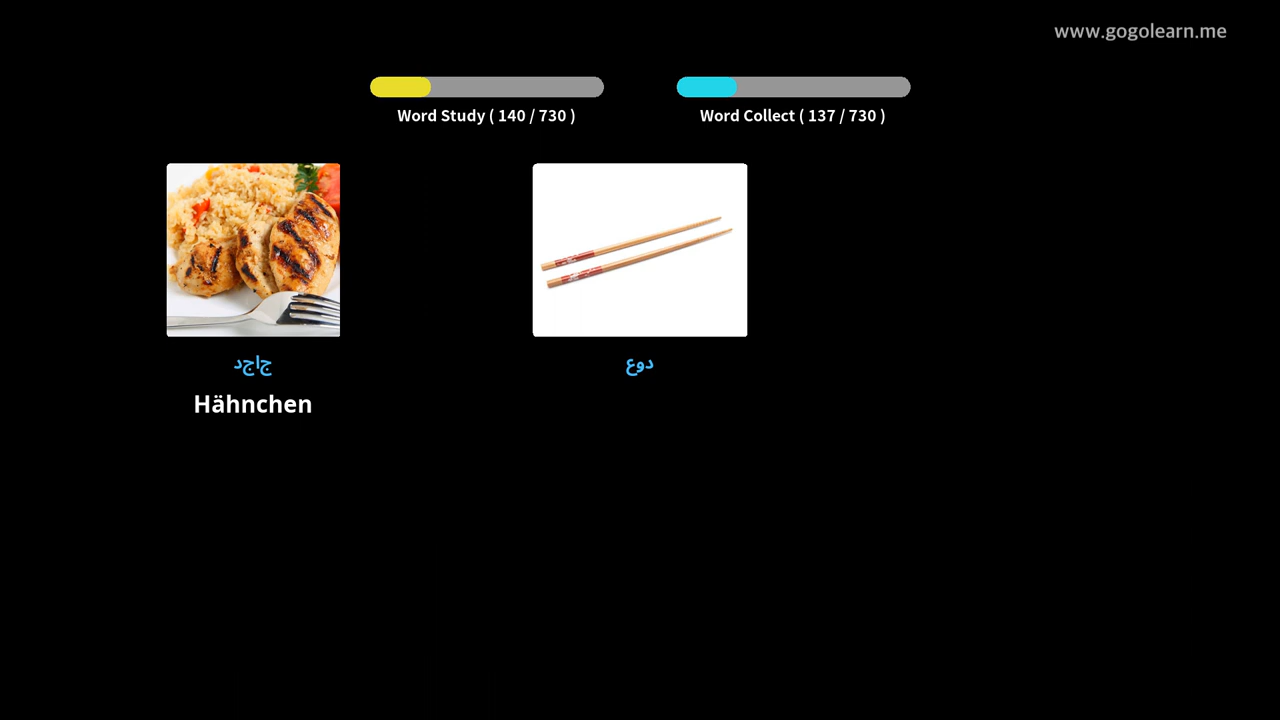 www.gogolearn.me
Word Study ( 140 / 730 )
Word Collect ( 137 / 730 )
جاجد
Hähnchen
دوع